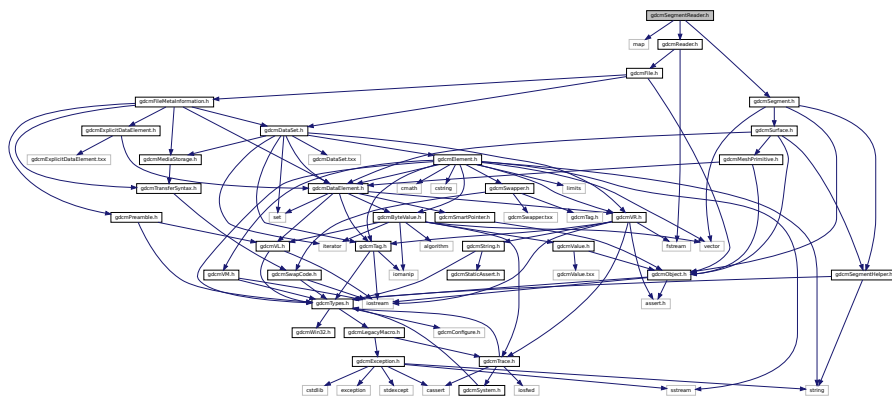 gdcmSegmentReader.h
map
gdcmReader.h
gdcmFile.h
gdcmFileMetaInformation.h
gdcmSegment.h
gdcmExplicitDataElement.h
gdcmDataSet.h
gdcmSurface.h
gdcmExplicitDataElement.txx
gdcmMediaStorage.h
gdcmDataSet.txx
gdcmElement.h
gdcmMeshPrimitive.h
gdcmTransferSyntax.h
gdcmDataElement.h
cmath
cstring
gdcmSwapper.h
limits
gdcmPreamble.h
set
gdcmByteValue.h
gdcmSmartPointer.h
gdcmSwapper.txx
gdcmTag.h
gdcmVR.h
gdcmVL.h
iterator
gdcmTag.h
algorithm
gdcmString.h
gdcmValue.h
fstream
vector
gdcmVM.h
gdcmSwapCode.h
iomanip
gdcmStaticAssert.h
gdcmValue.txx
gdcmObject.h
gdcmSegmentHelper.h
gdcmTypes.h
iostream
assert.h
gdcmWin32.h
gdcmLegacyMacro.h
gdcmConfigure.h
gdcmException.h
gdcmTrace.h
cstdlib
exception
stdexcept
cassert
gdcmSystem.h
iosfwd
sstream
string